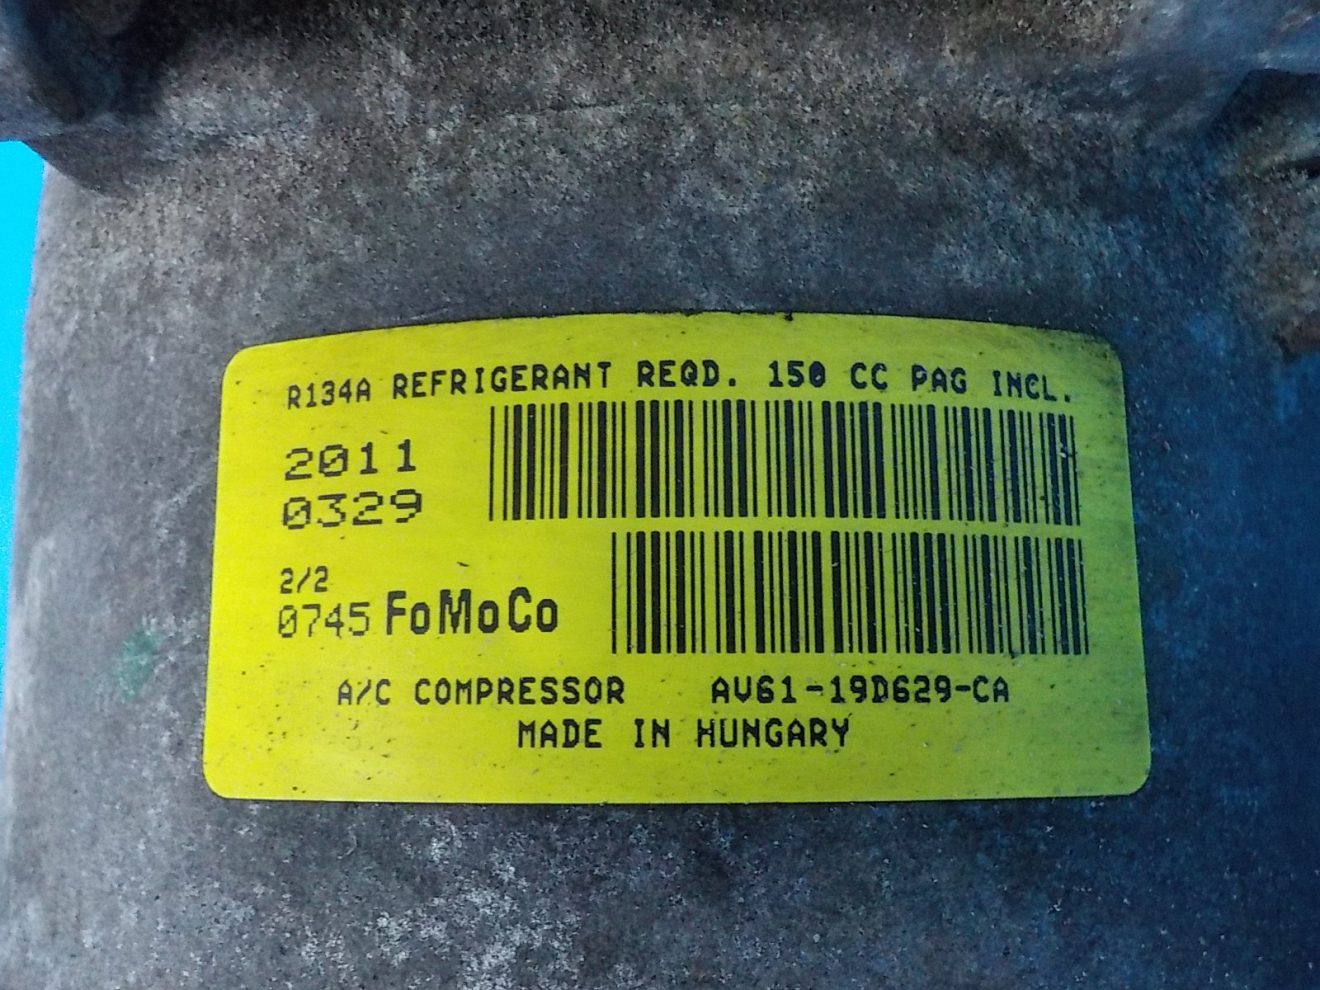 R134A REFRIGERANT REQD. 150 CC PAG INCL.
2011
0329
2/2
0745 FoMoCo
A/C COMPRESSOR AV61-19D629-CA
MADE IN HUNGARY